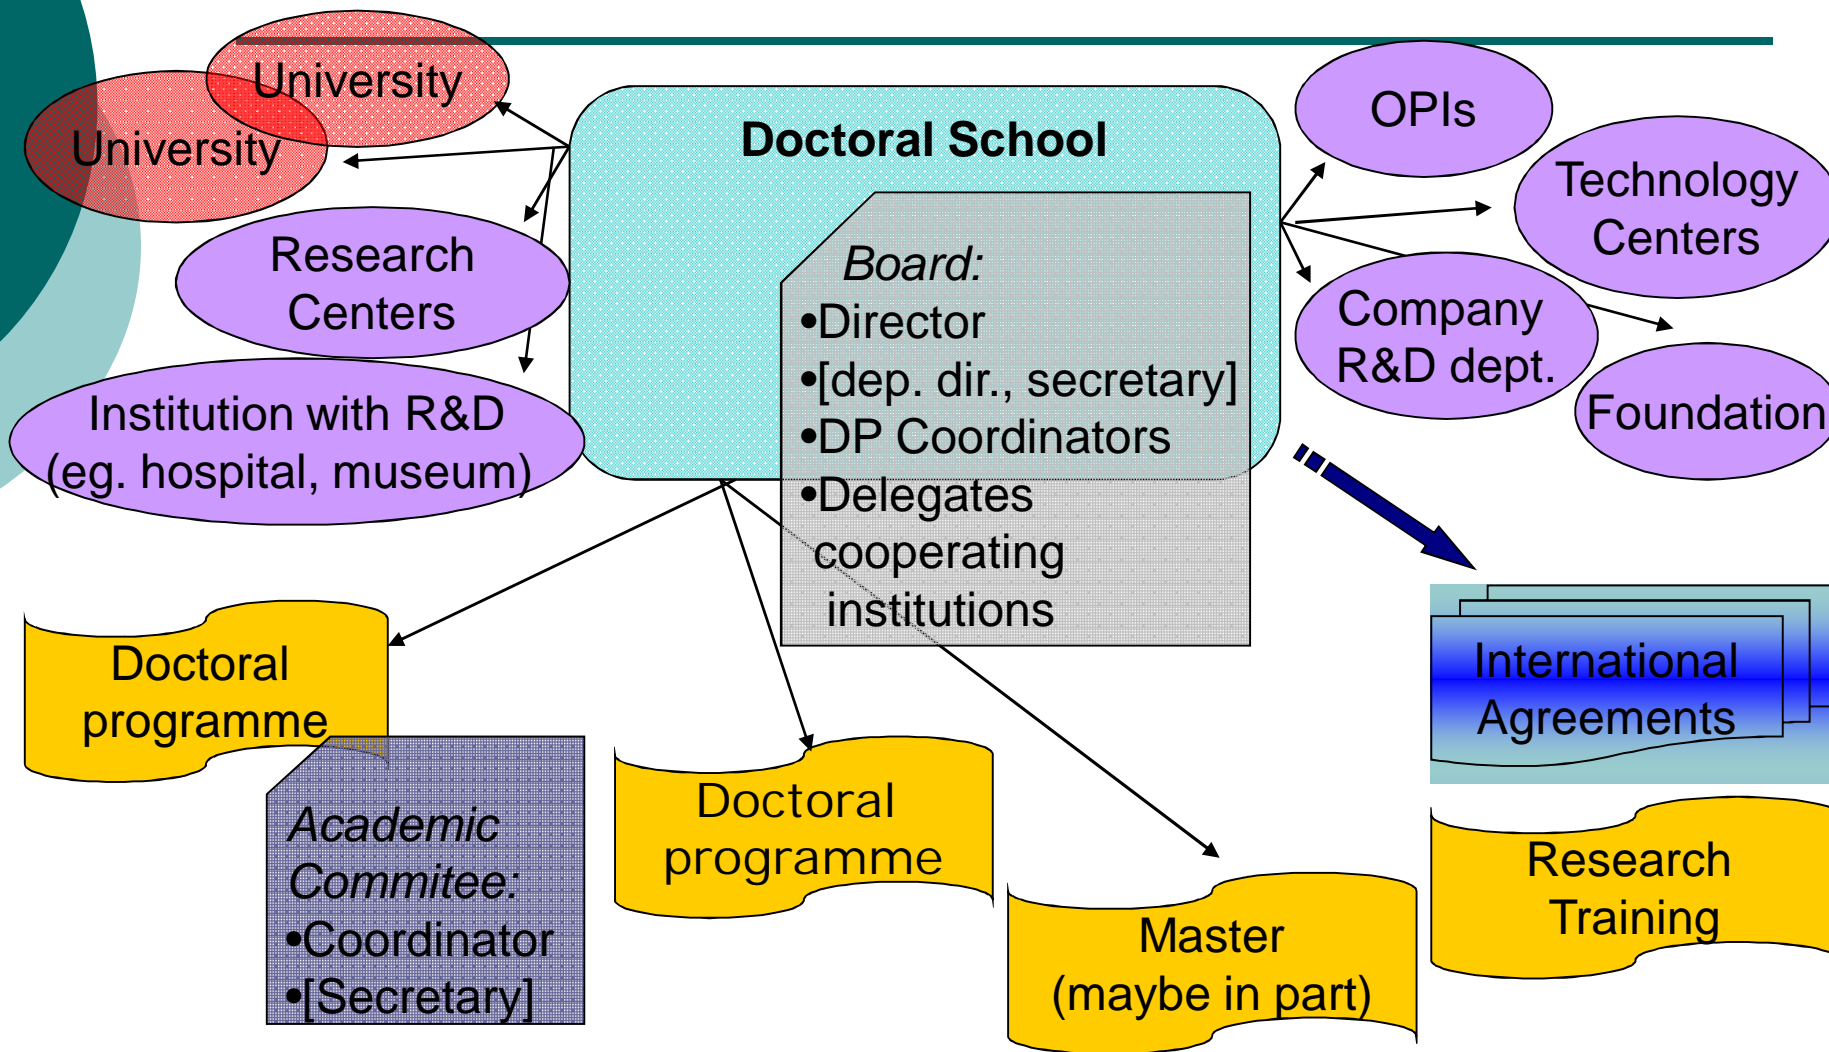 University
University
Research
Centers
Institution with R&D
(eg. hospital, museum)
Doctoral School
Board:
•Director
•[dep. dir., secretary]
•DP Coordinators
•Delegates
cooperating
institutions
OPIs
Technology
Centers
Company
R&D dept.
Foundation
Doctoral
programme
Academic
Commitee:
•Coordinator
•[Secretary]
Doctoral
programme
Master
(maybe in part)
International
Agreements
Research
Training